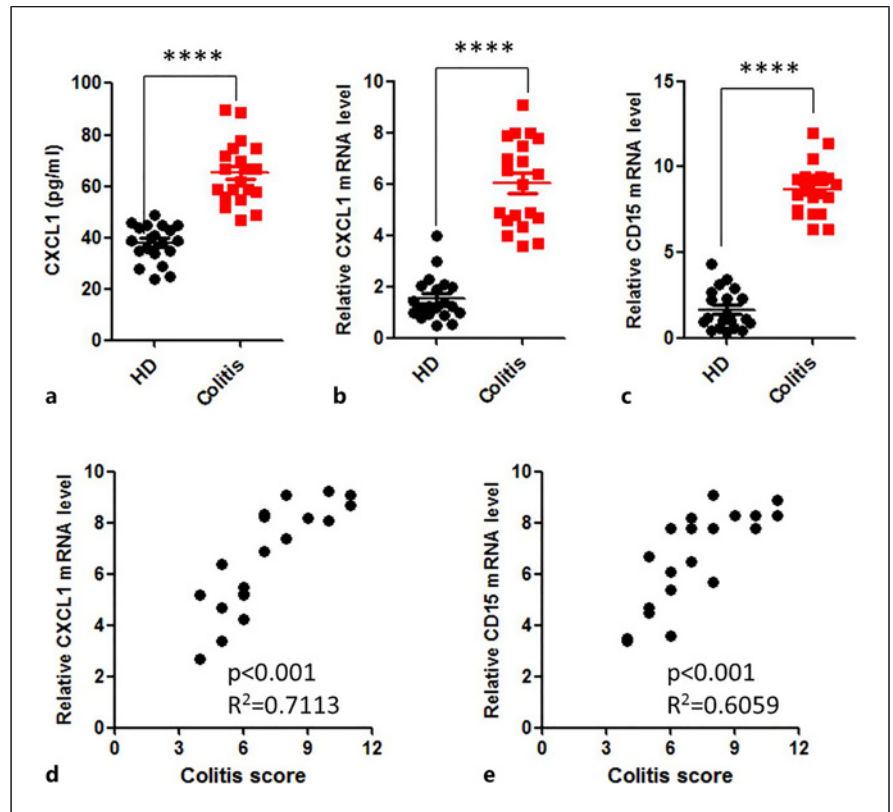 ****
CXCL1 (pg/ml)
100
80
60
40
20
0
HD
Colitis
a
****
Relative CXCL1 mRNA level
10
8
6
4
2
0
HD
Colitis
b
****
Relative CD15 mRNA level
15
10
5
0
HD
Colitis
c
Relative CXCL1 mRNA level
10
8
6
4
2
0
p<0.001
R²=0.7113
0 3 6 9 12
Colitis score
d
Relative CD15 mRNA level
10
8
6
4
2
0
p<0.001
R²=0.6059
0 3 6 9 12
Colitis score
e